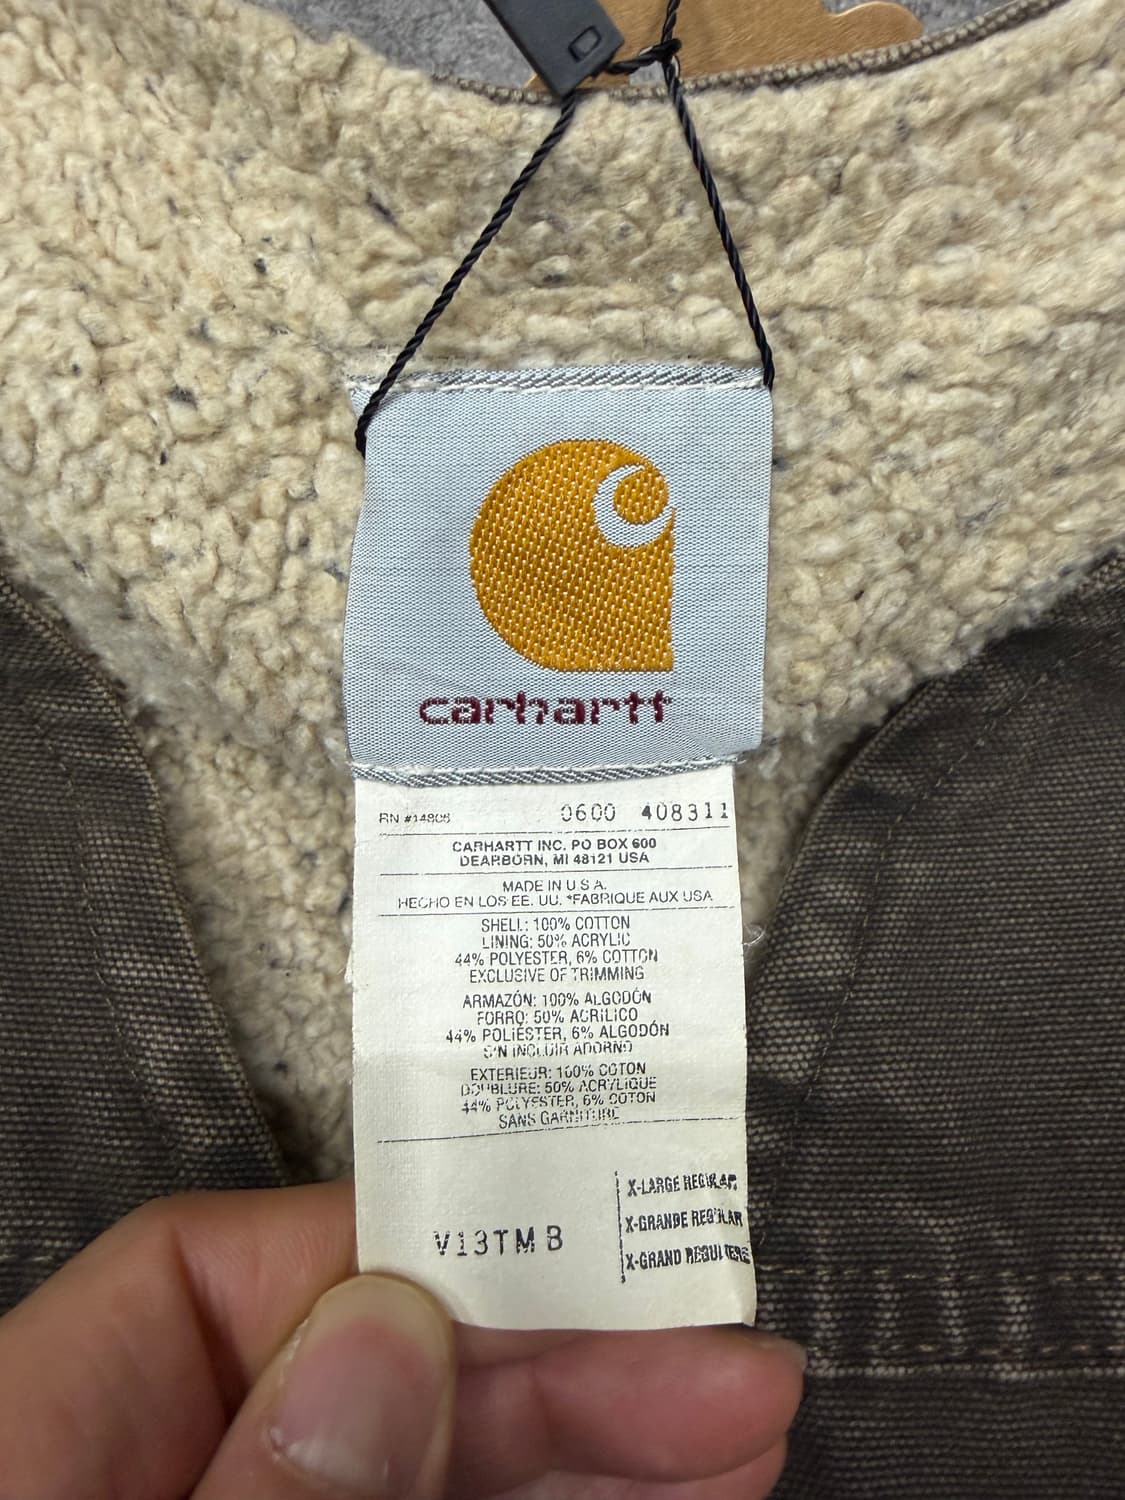 carhartt
RN #14806 0600 408311
CARHARTT INC. PO BOX 600
DEARBORN, MI 48121 USA
MADE IN U.S.A.
HECHO EN LOS EE. UU. *FABRIQUE AUX USA
SHELL: 100% COTTON
LINING: 50% ACRYLIC
44% POLYESTER, 6% COTTON
EXCLUSIVE OF TRIMMING
ARMAZÓN: 100% ALGODÓN
FORRO: 50% ACRÍLICO
44% POLIÉSTER, 6% ALGODÓN
SIN INCLUIR ADORNO
EXTERIEUR: 100% COTON
DOUBLURE: 50% ACRYLIQUE
44% POLYESTER, 6% COTON
SANS GARNITURE
X-LARGE REGULAR
X-GRANDE REGULAR
V13TM B
X-GRAND REGULIERE